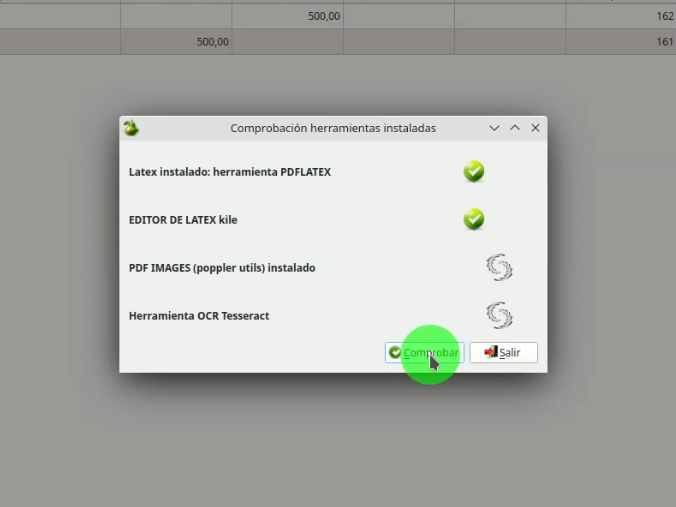 500,00 162
500,00 161
Comprobación herramientas instaladas
Latex instalado: herramienta PDFLATEX
EDITOR DE LATEX kile
PDF IMAGES (poppler utils) instalado
Herramienta OCR Tesseract
Comprobar Salir